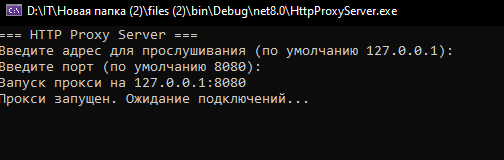 D:\IT\Новая папка (2)\files (2)\bin\Debug\net8.0\HttpProxyServer.exe
=== HTTP Proxy Server ===
Введите адрес для прослушивания (по умолчанию 127.0.0.1):
Введите порт (по умолчанию 8080):
Запуск прокси на 127.0.0.1:8080
Прокси запущен. Ожидание подключений...